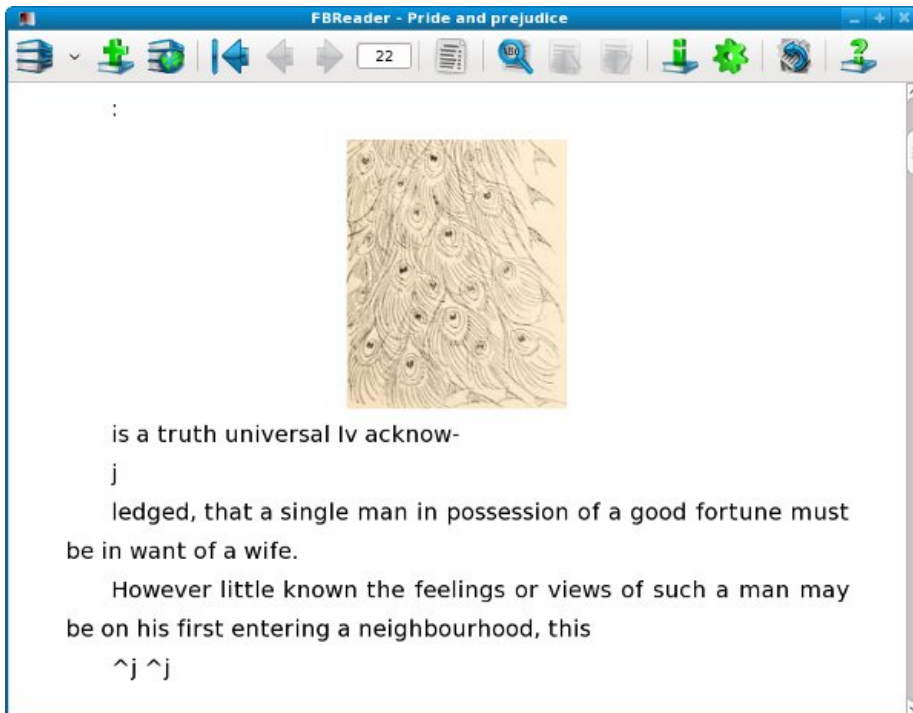 FBReader - Pride and prejudice
22
:
is a truth universal Iv acknow-
j
ledged, that a single man in possession of a good fortune must
be in want of a wife.
However little known the feelings or views of such a man may
be on his first entering a neighbourhood, this
^j ^j